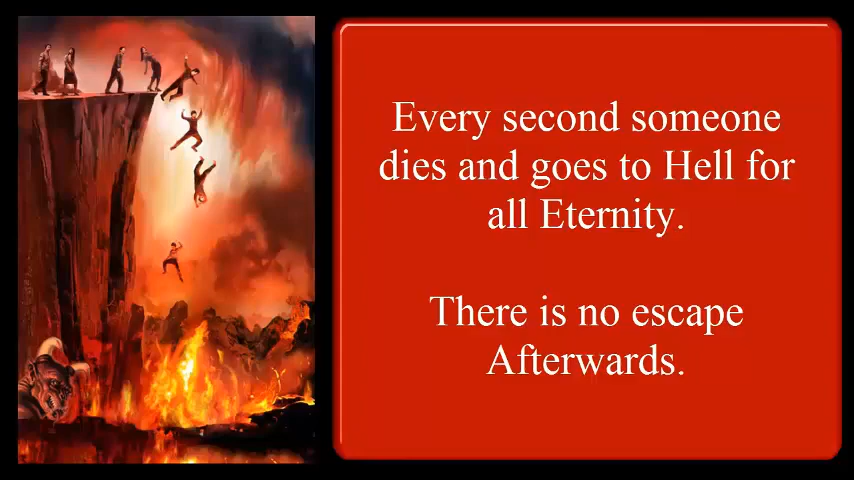 Every second someone
dies and goes to Hell for
all Eternity.
There is no escape
Afterwards.